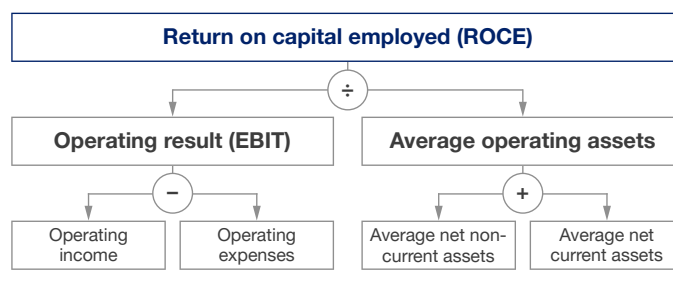 Return on capital employed (ROCE)
÷
Operating result (EBIT)
Average operating assets
−
+
Operating
income
Operating
expenses
Average net non-
current assets
Average net
current assets